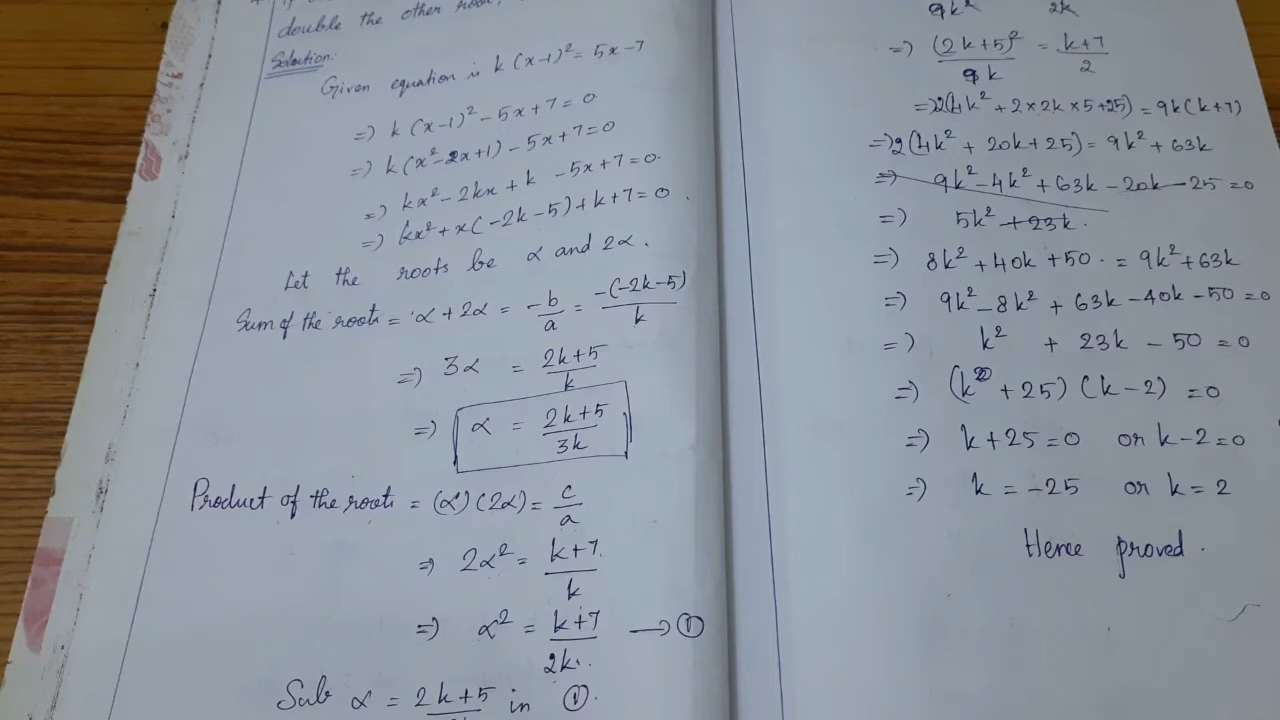 double the other root,
Solution:
Given equation is k (x-1)² = 5x-7
=) k (x-1)² - 5x+7 = 0
=) k(x²-2x+1) - 5x+7=0
=) kx² - 2kx + k - 5x+7=0.
=) kx² + x(-2k-5)+k+7=0.
Let the roots be α and 2α.
Sum of the roots = α + 2α = -b/a = -(-2k-5)/k
=) 3α = 2k+5/k
=) α = 2k+5/3k
Product of the roots = (α)(2α) = c/a
=) 2α² = k+7/k
=) α² = k+7/2k. → ①
Sub α = 2k+5 in ①.
9k² 2k
=) (2k+5)²/9k = k+7/2
=) 2(4k² + 2×2k×5+25) = 9k(k+7)
=) 2(4k² + 20k+25) = 9k² + 63k
=) 9k²-4k²+63k-20k-25=0
=) 5k² +23k.
=) 8k² + 40k +50. = 9k²+63k
=) 9k²-8k² + 63k-40k-50=0
=) k² + 23k - 50 = 0
=) (k +25) (k-2) =0
=) k+25=0 or k-2=0
=) k = -25 or k = 2
Hence proved.